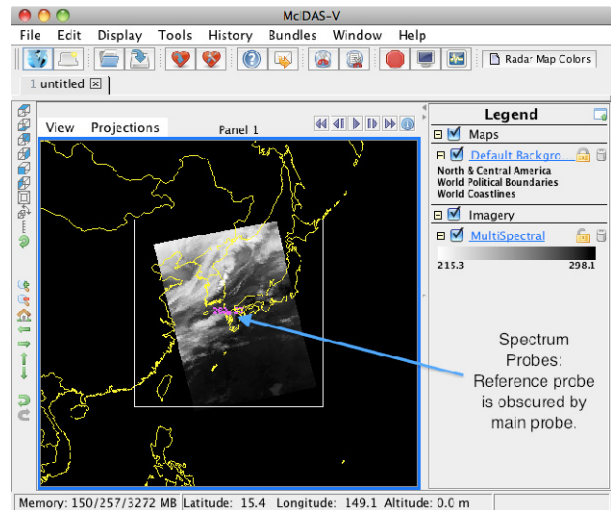 McIDAS-V
File Edit Display Tools History Bundles Window Help
Radar Map Colors
1 untitled
View Projections Panel 1
Legend
Maps
Default Backgro...
North & Central America
World Political Boundaries
World Coastlines
Imagery
MultiSpectral
215.3 298.1
Spectrum
Probes:
Reference probe
is obscured by
main probe.
Memory: 150/257/3272 MB Latitude: 15.4 Longitude: 149.1 Altitude: 0.0 m